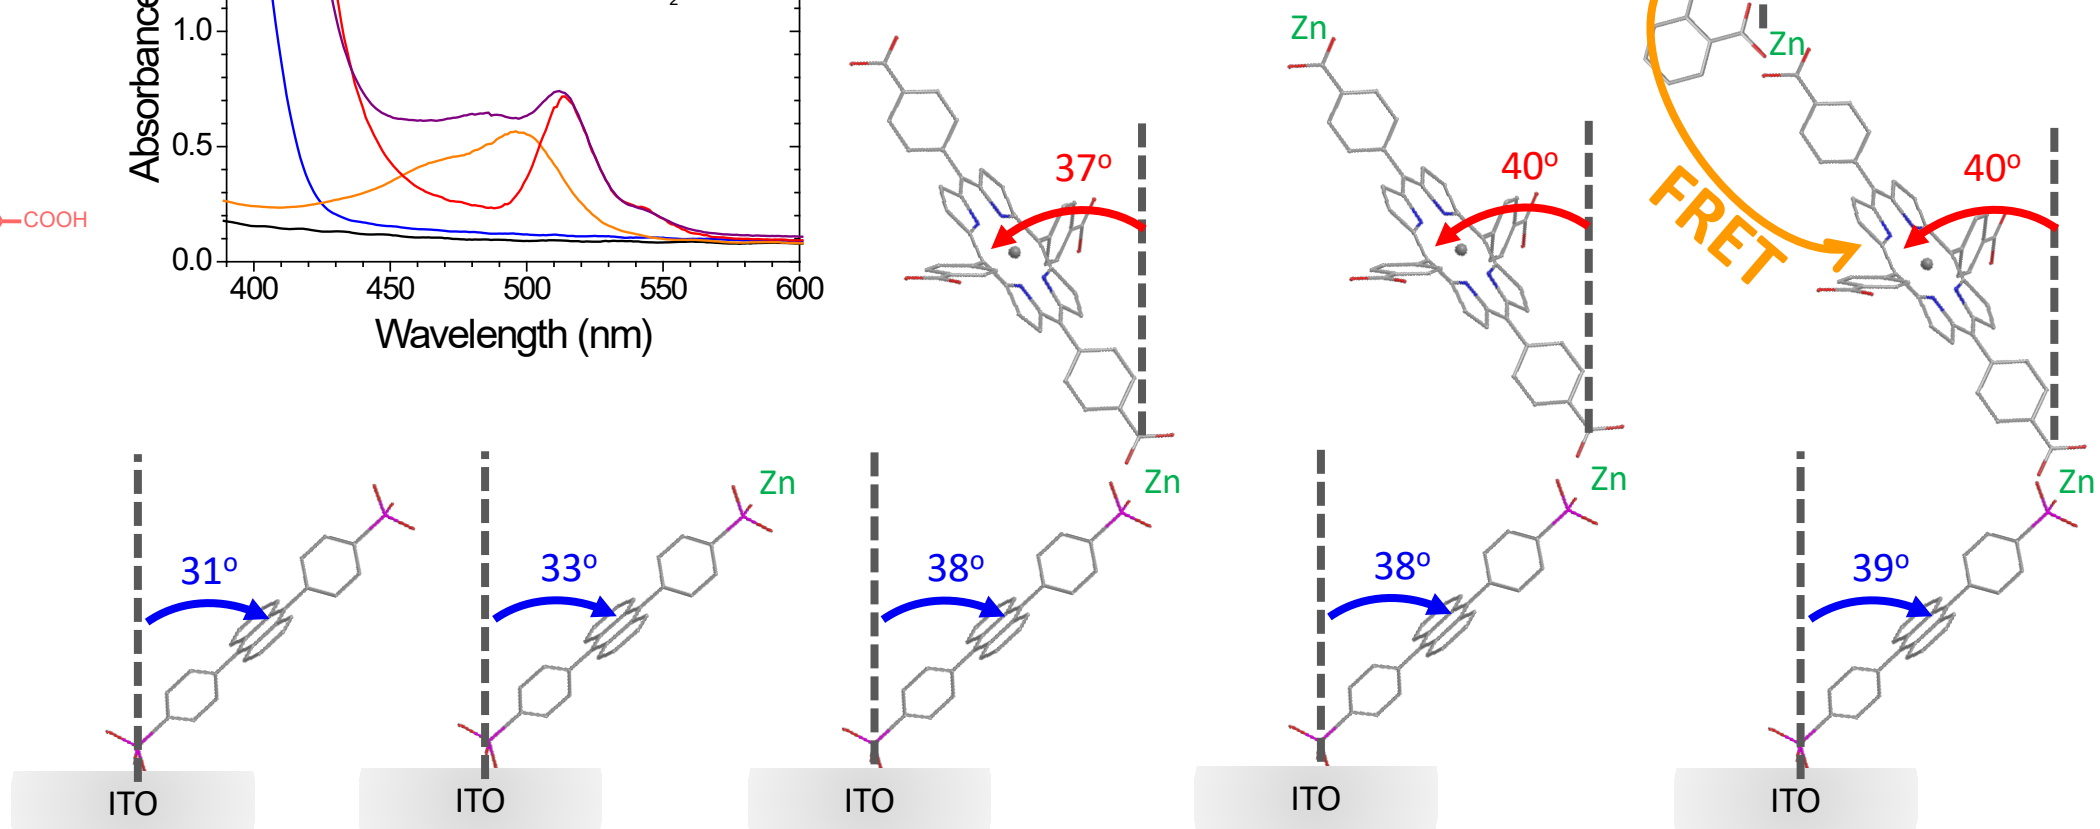 2
Absorbance
1.0
0.5
0.0
400 450 500 550 600
Wavelength (nm)
COOH
Zn
Zn
37º
40º
40º
FRET
Zn
Zn
Zn
Zn
31º
33º
38º
38º
39º
ITO
ITO
ITO
ITO
ITO